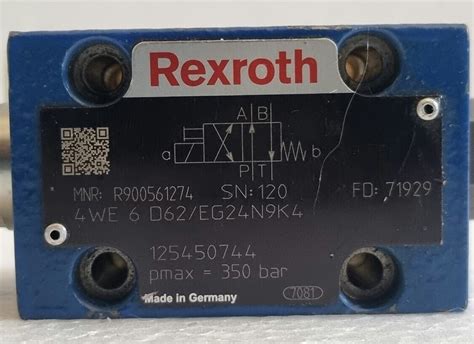 Rexroth
A B
a b
P T
MNR: R900561274 SN: 120 FD: 71929
4WE 6 D62/EG24N9K4
125450744
pmax = 350 bar
Made in Germany 7081